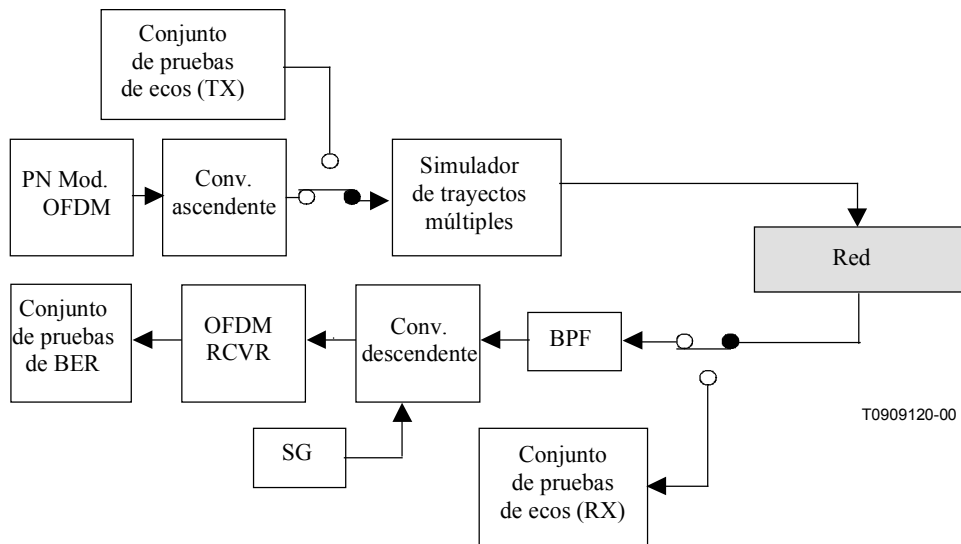 Conjunto
de pruebas
de ecos (TX)
PN Mod.
OFDM
Conv.
ascendente
Simulador
de trayectos
múltiples
Red
Conjunto
de pruebas
de BER
OFDM
RCVR
Conv.
descendente
BPF
SG
Conjunto
de pruebas
de ecos (RX)
T0909120-00